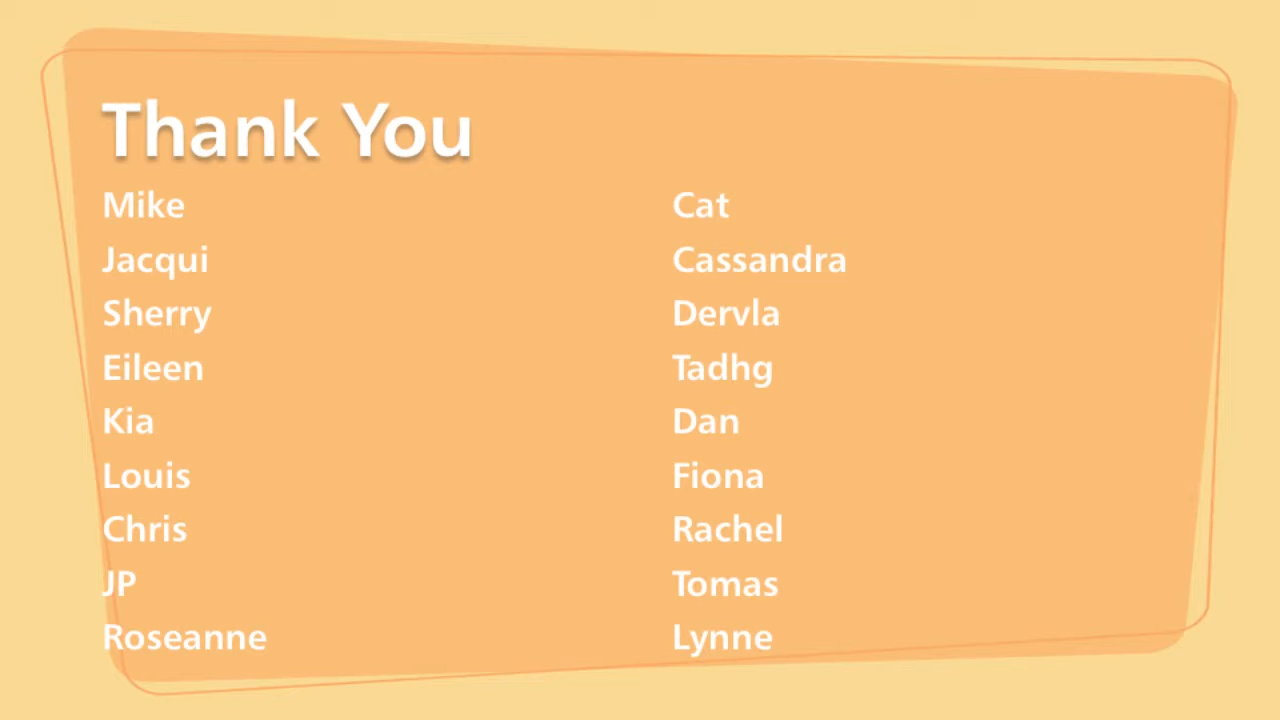 Thank You
Mike
Jacqui
Sherry
Eileen
Kia
Louis
Chris
JP
Roseanne
Cat
Cassandra
Dervla
Tadhg
Dan
Fiona
Rachel
Tomas
Lynne